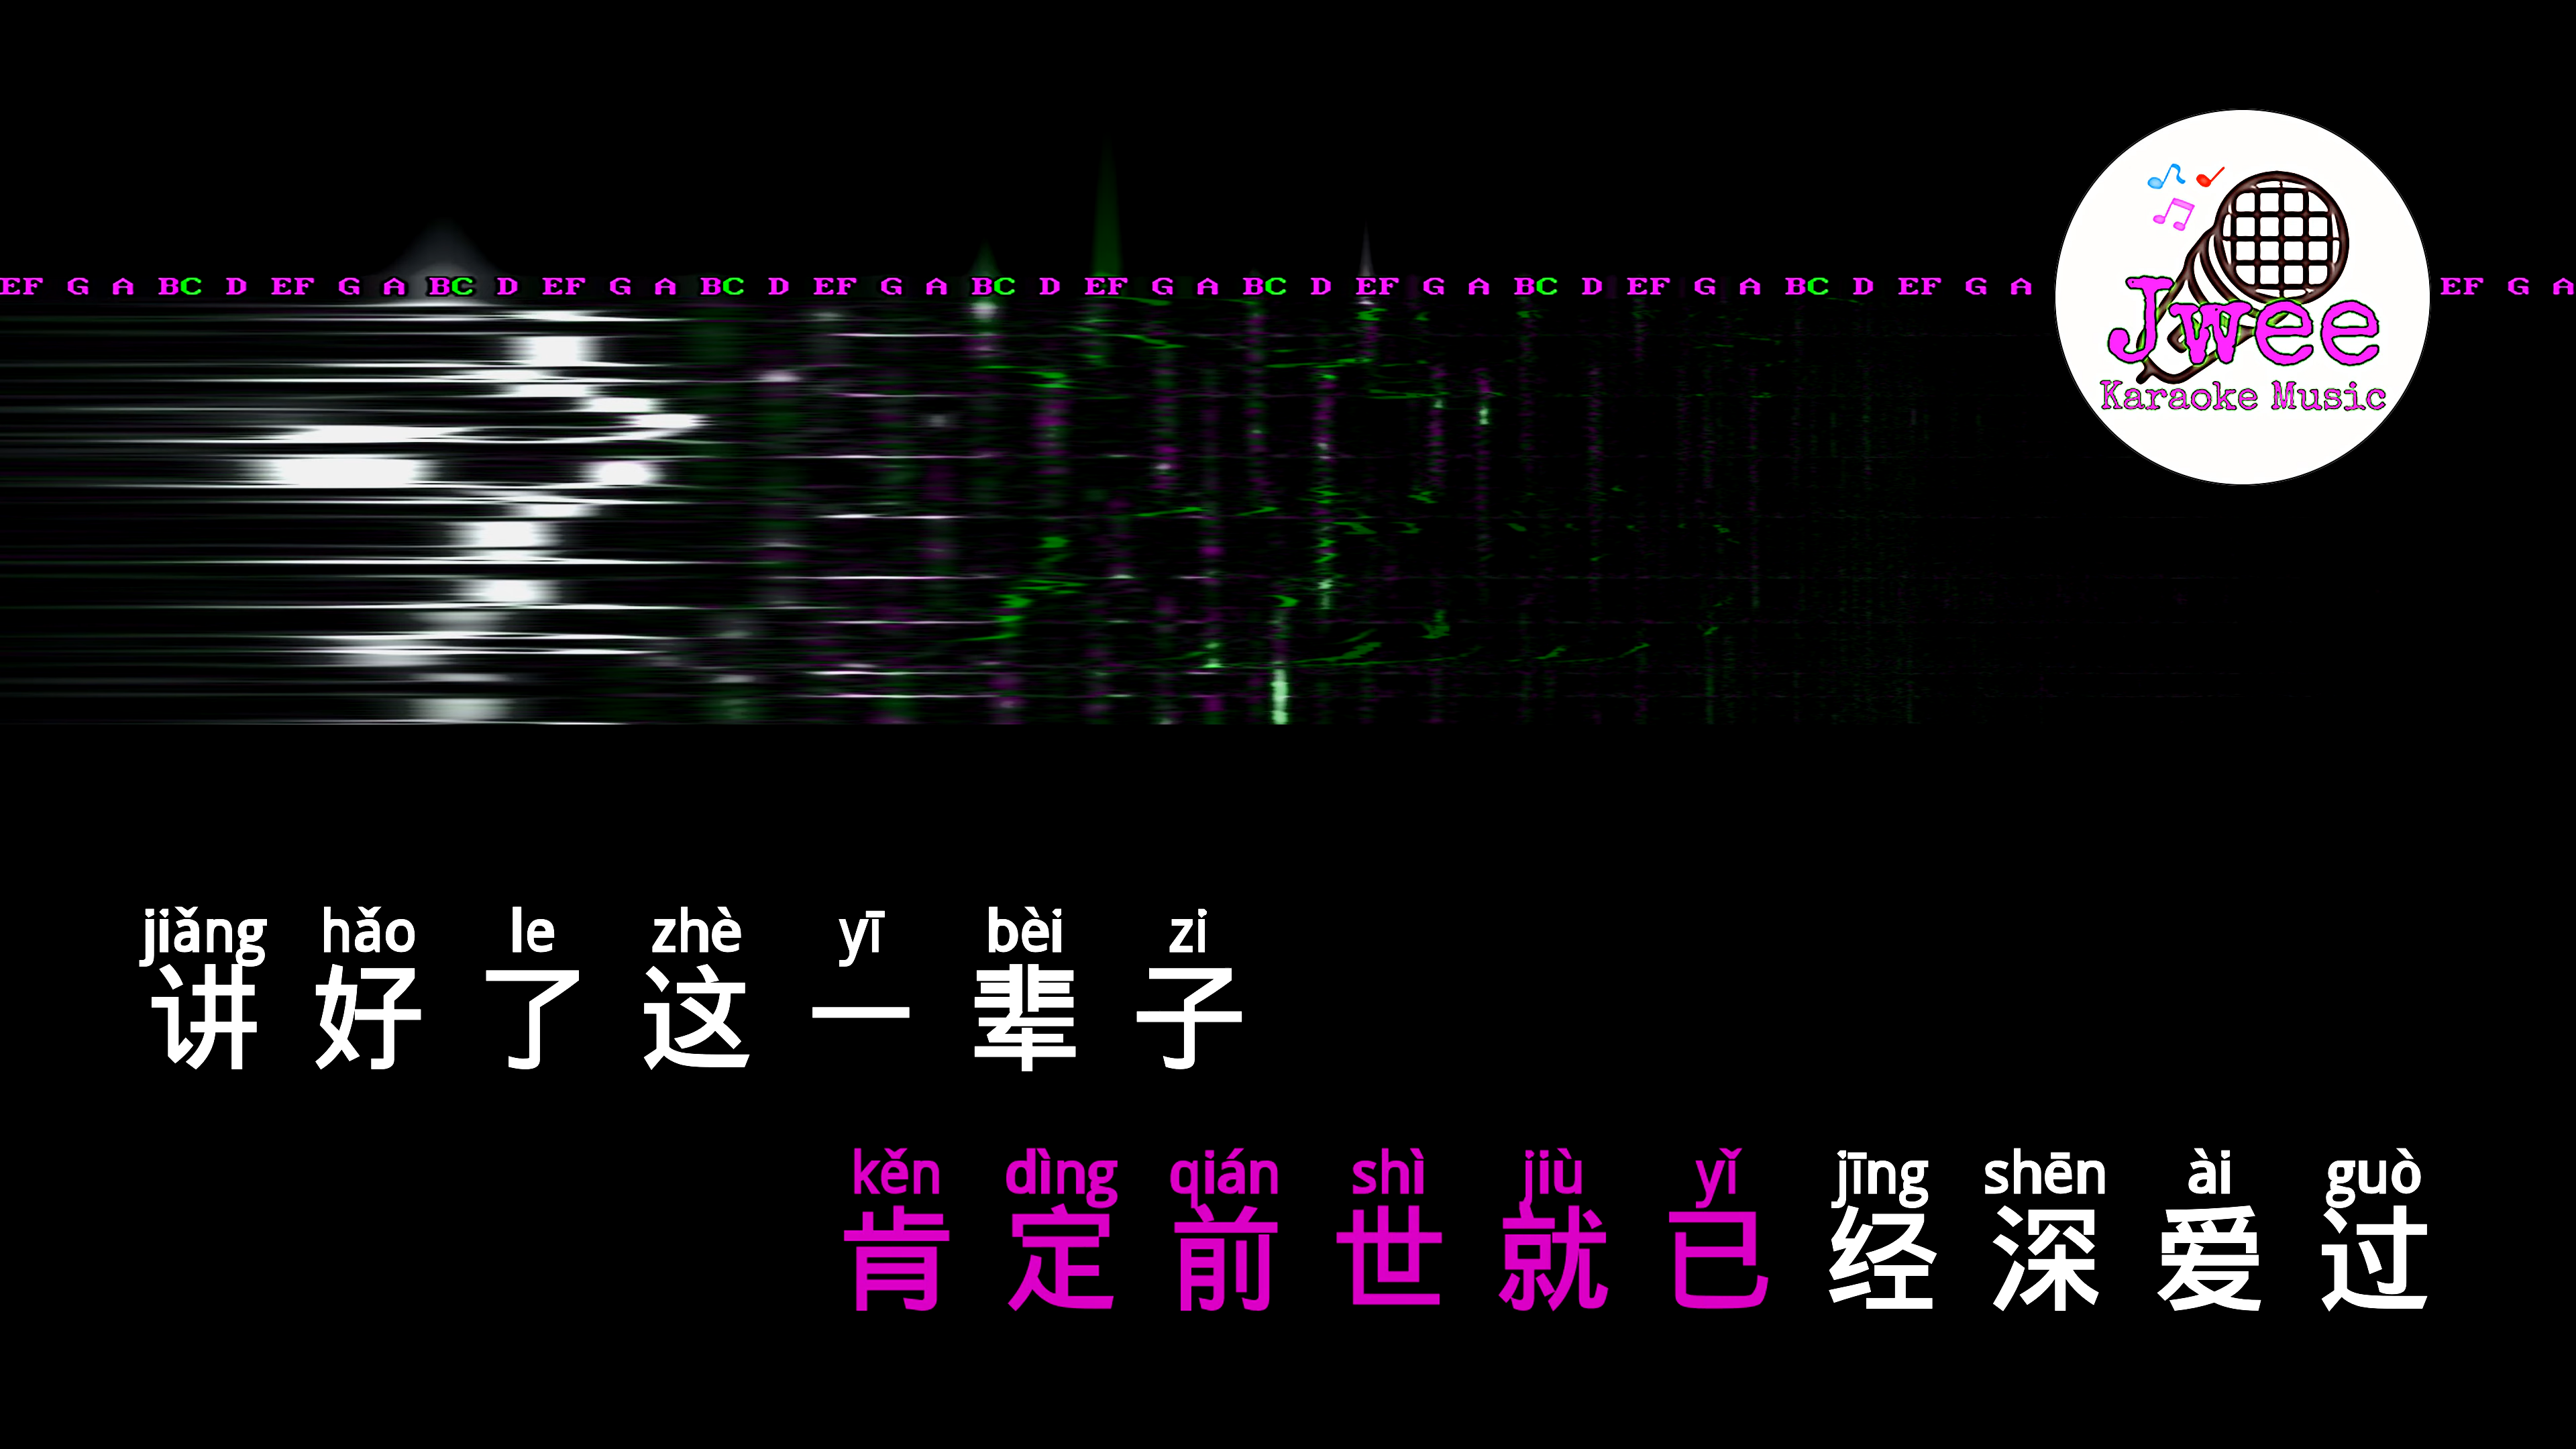 EF G A BC D EF G A BC D EF G A BC D EF G A BC D EF G A BC D EF G A BC D EF G A BC D EF G A EF G A
Jwee
Karaoke Music
jiǎng hǎo le zhè yī bèi zi
讲 好 了 这 一 辈 子
kěn dìng qián shì jiù yǐ jīng shēn ài guò
肯 定 前 世 就 已 经 深 爱 过